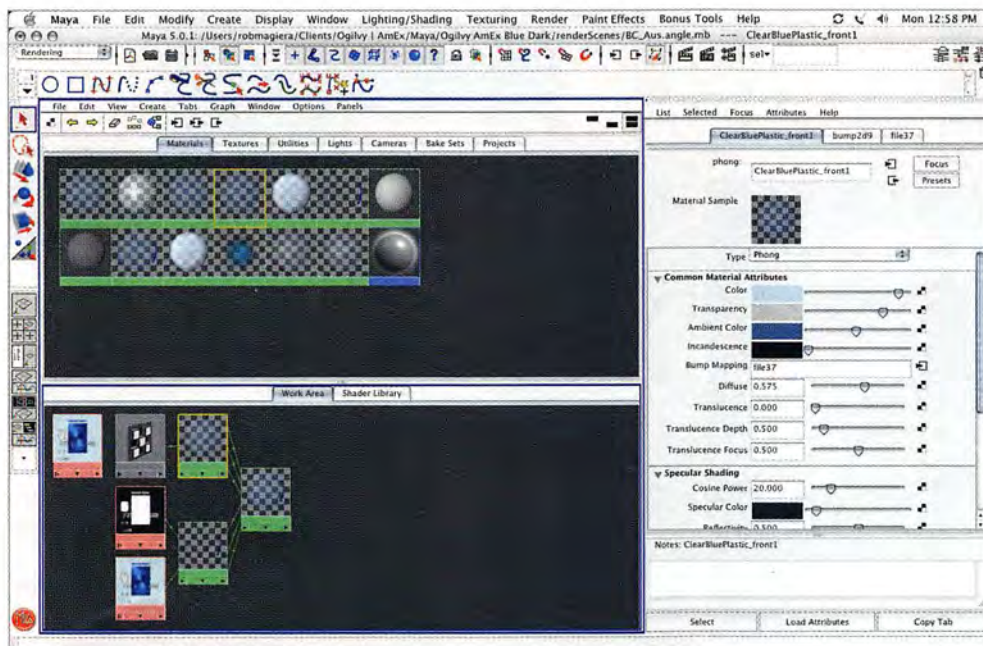 Maya File Edit Modify Create Display Window Lighting/Shading Texturing Render Paint Effects Bonus Tools Help Mon 12:58 PM
Maya 5.0.1: /Users/robmagiera/Clients/Ogilvy | AmEx/Maya/Ogilvy AmEx Blue Dark/renderScenes/BC_Aus.angle.mb --- ClearBluePlastic_front1
Rendering sel▾
File Edit View Create Tabs Graph Window Options Panels
Materials Textures Utilities Lights Cameras Bake Sets Projects
Work Area Shader Library
List Selected Focus Attributes Help
ClearBluePlastic_front1 bump2d9 file37
phong: ClearBluePlastic_front1 Focus
Presets
Material Sample
Type Phong
Common Material Attributes
Color
Transparency
Ambient Color
Incandescence
Bump Mapping file37
Diffuse 0.575
Translucence 0.000
Translucence Depth 0.500
Translucence Focus 0.500
Specular Shading
Cosine Power 20.000
Specular Color
Reflectivity 0.500
Notes: ClearBluePlastic_front1
Select Load Attributes Copy Tab